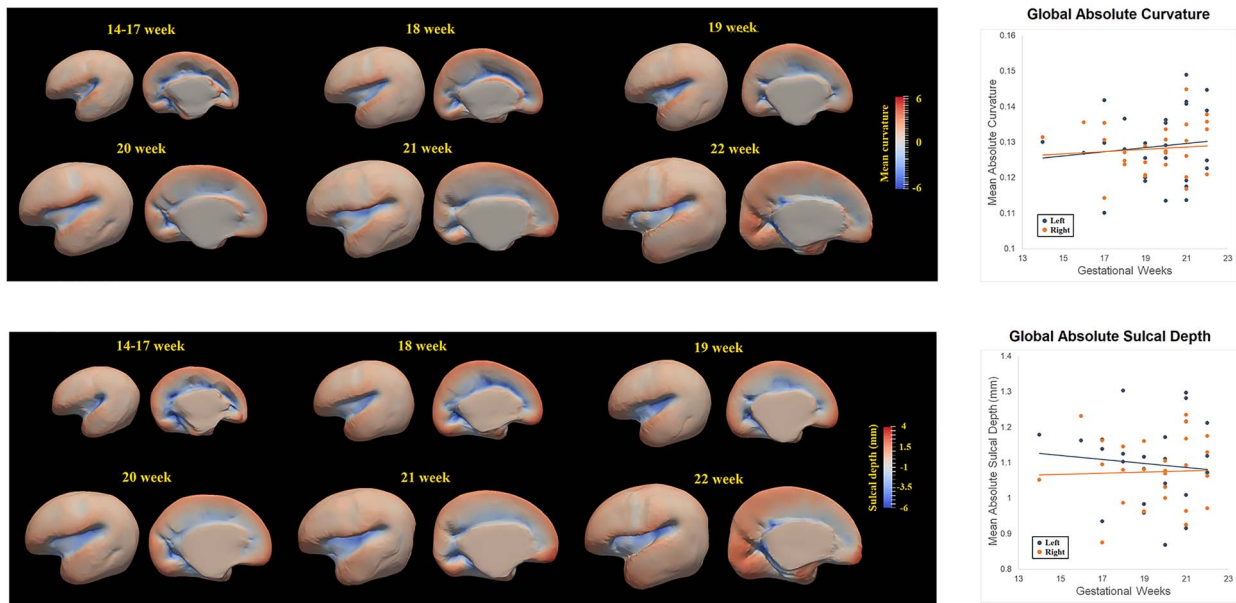 14-17 week
18 week
19 week
20 week
21 week
22 week
Mean curvature
6
0
-6
Global Absolute Curvature
0.16
0.15
0.14
0.13
0.12
0.11
0.1
Mean Absolute Curvature
Left
Right
13
15
17
19
21
23
Gestational Weeks
14-17 week
18 week
19 week
20 week
21 week
22 week
Sulcal depth (mm)
4
1.5
-1
-3.5
-6
Global Absolute Sulcal Depth
1.4
1.3
1.2
1.1
1
0.9
0.8
Mean Absolute Sulcal Depth (mm)
Left
Right
13
15
17
19
21
23
Gestational Weeks